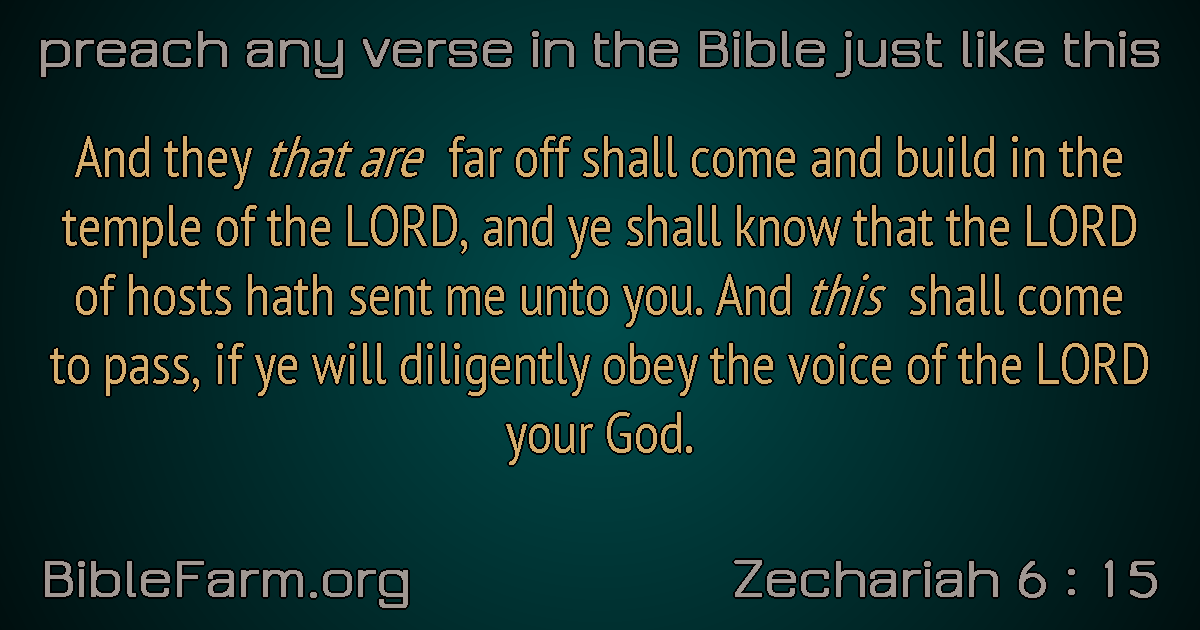 preach any verse in the Bible just like this
And they that are far off shall come and build in the
temple of the LORD, and ye shall know that the LORD
of hosts hath sent me unto you. And this shall come
to pass, if ye will diligently obey the voice of the LORD
your God.
BibleFarm.org
Zechariah 6 : 15